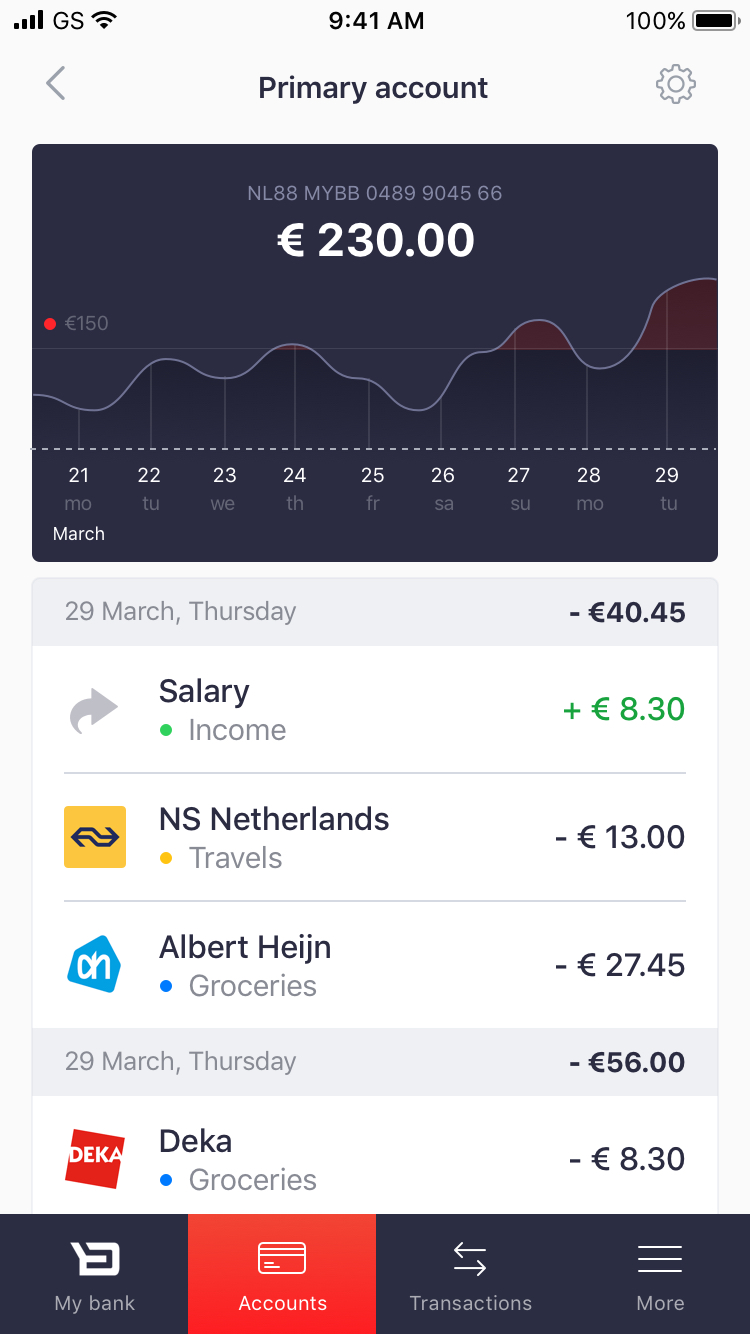 GS 9:41 AM 100%
Primary account
NL88 MYBB 0489 9045 66
€ 230.00
€150
21 22 23 24 25 26 27 28 29
mo tu we th fr sa su mo tu
March
29 March, Thursday - €40.45
Salary
+ € 8.30
Income
NS Netherlands
- € 13.00
Travels
Albert Heijn
- € 27.45
Groceries
29 March, Thursday - €56.00
DEKA
Deka
- € 8.30
Groceries
My bank Accounts Transactions More